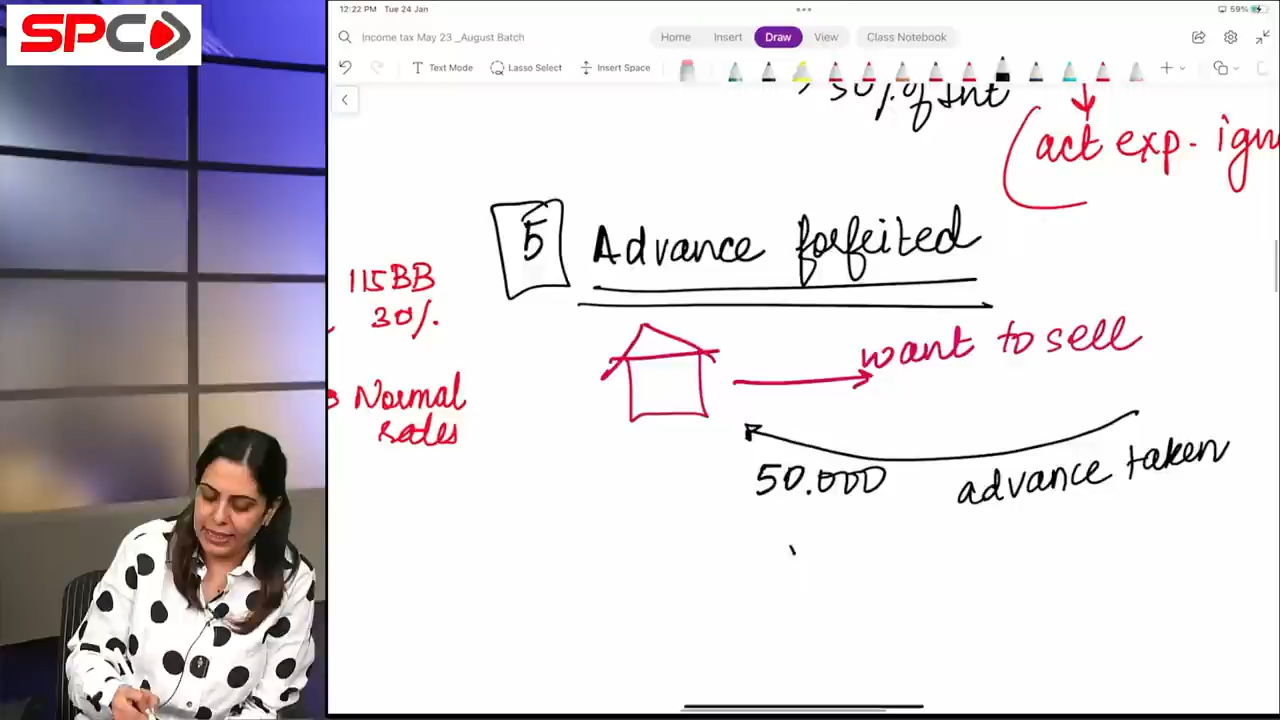 SPC
12:22 PM Tue 24 Jan
59%
Income tax May 23 _August Batch
Home Insert Draw View Class Notebook
Text Mode Lasso Select Insert Space
30% of Int
act exp. ign
5 Advance forfeited
115BB
30%.
want to sell
Normal
rates
50.000 advance taken